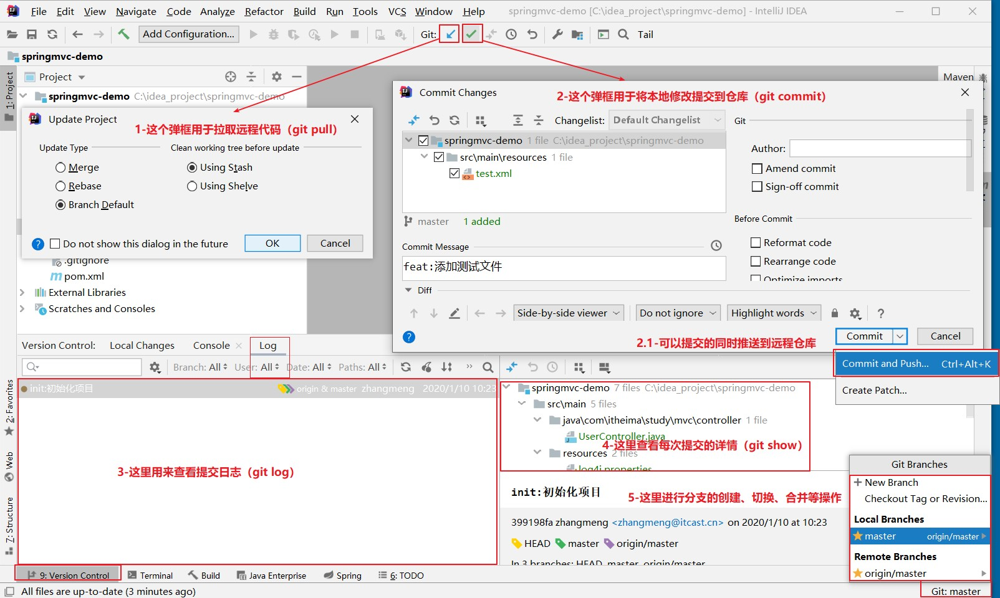 File Edit View Navigate Code Analyze Refactor Build Run Tools VCS Window Help springmvc-demo [C:\idea_project\springmvc-demo] - IntelliJ IDEA
Add Configuration... Git: Tail
springmvc-demo
1: Project
Project
Maven
springmvc-demo C:\idea_project\springmvc-demo
Update Project
1-这个弹框用于拉取远程代码（git pull）
Update Type
Clean working tree before update
Merge
Using Stash
Rebase
Using Shelve
Branch Default
Do not show this dialog in the future
OK
Cancel
.gitignore
pom.xml
External Libraries
Scratches and Consoles
Commit Changes
2-这个弹框用于将本地修改提交到仓库（git commit）
Changelist: Default Changelist
Git
springmvc-demo 1 file C:\idea_project\springmvc-demo
Author:
src\main\resources 1 file
Amend commit
test.xml
Sign-off commit
master 1 added
Before Commit
Commit Message
Reformat code
feat:添加测试文件
Rearrange code
Optimize imports
Diff
Side-by-side viewer
Do not ignore
Highlight words
?
2.1-可以提交的同时推送到远程仓库
Commit
Cancel
Commit and Push... Ctrl+Alt+K
Create Patch...
Version Control: Local Changes Console Log
Branch: All User: All Date: All Paths: All
init:初始化项目 origin & master zhangmeng 2020/1/10 10:23
3-这里用来查看提交日志（git log）
springmvc-demo 7 files C:\idea_project\springmvc-demo
src\main 5 files
java\com\itheima\study\mvc\controller 1 file
UserController.java
4-这里查看每次提交的详情（git show）
resources 2 files
log4j.properties
init:初始化项目
5-这里进行分支的创建、切换、合并等操作
399198fa zhangmeng <zhangmeng@itcast.cn> on 2020/1/10 at 10:23
HEAD master origin/master
In 3 branches: HEAD, master, origin/master
Git Branches
New Branch
Checkout Tag or Revision...
Local Branches
master origin/master
Remote Branches
origin/master
2: Favorites
Web
Z: Structure
9: Version Control Terminal Build Java Enterprise Spring 6: TODO
All files are up-to-date (3 minutes ago)
Git: master